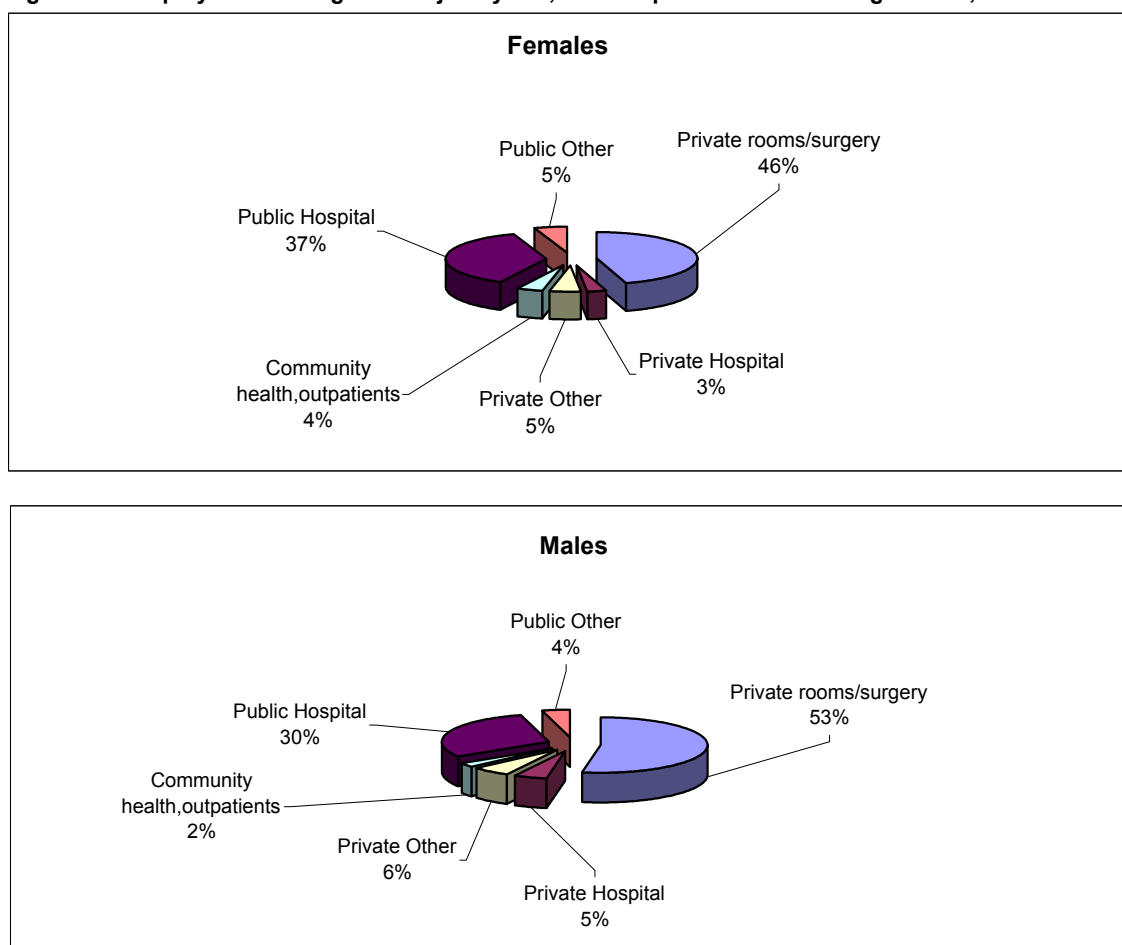 Females
Public Other
5%
Private rooms/surgery
46%
Public Hospital
37%
Community
health,outpatients
4%
Private Other
5%
Private Hospital
3%
Males
Public Other
4%
Private rooms/surgery
53%
Public Hospital
30%
Community
health,outpatients
2%
Private Other
6%
Private Hospital
5%